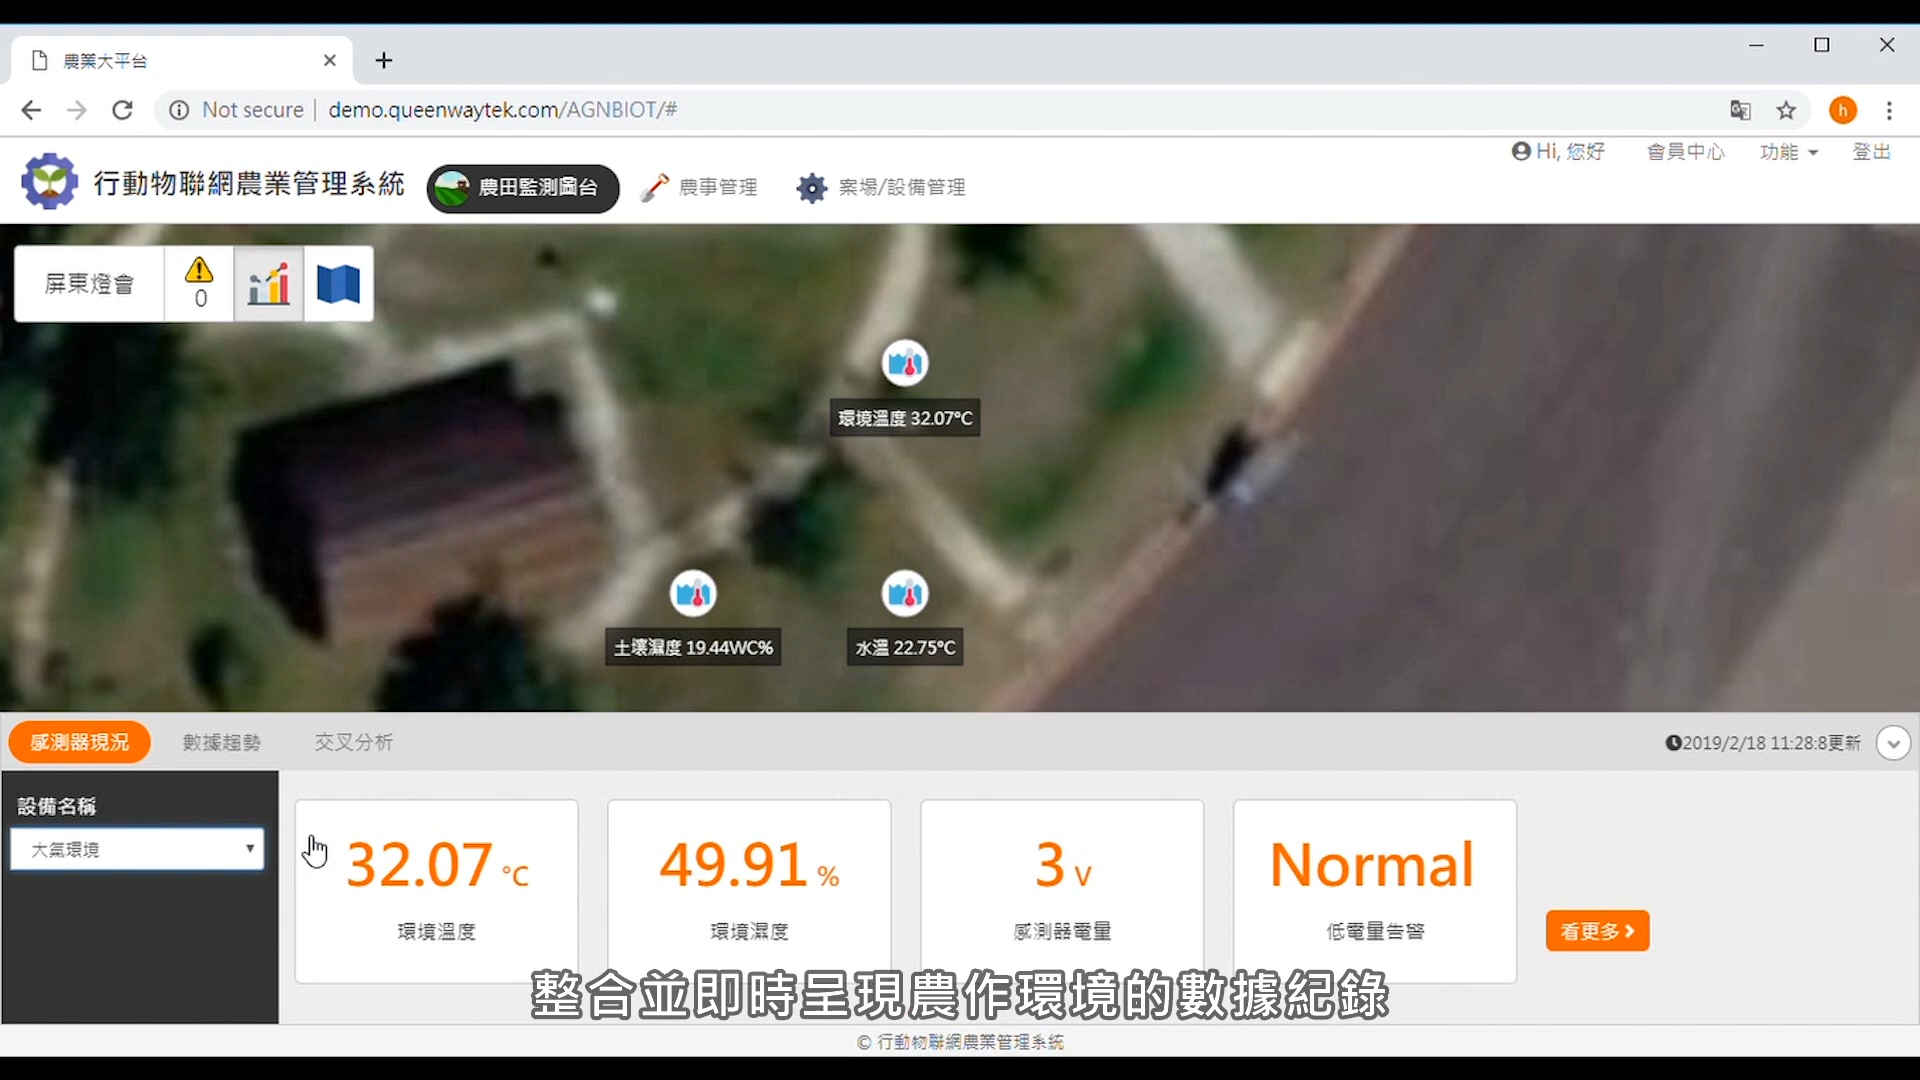 農業大平台
Not secure | demo.queenwaytek.com/AGNBIOT/#
h
Hi, 您好 會員中心 功能 登出
行動物聯網農業管理系統 農田監測圖台 農事管理 案場/設備管理
屏東燈會 0
環境溫度 32.07°C
土壤濕度 19.44WC%
水溫 22.75°C
感測器現況 數據趨勢 交叉分析 2019/2/18 11:28:8更新
設備名稱
大氣環境
32.07 °C
環境溫度
49.91 %
環境濕度
3 V
感測器電量
Normal
低電量告警
看更多
整合並即時呈現農作環境的數據紀錄
© 行動物聯網農業管理系統